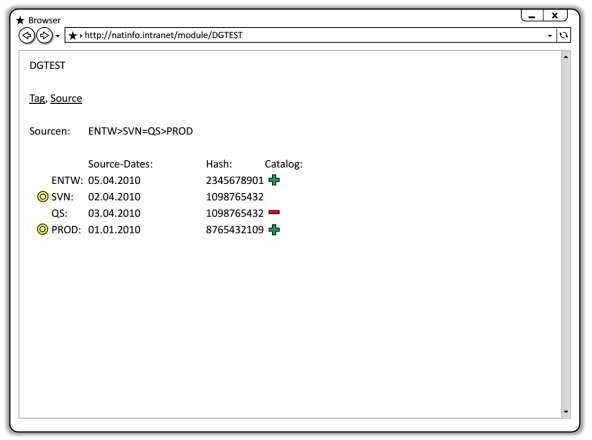 Browser
http://natinfo.intranet/module/DGTEST
DGTEST
Tag, Source
Sourcen: ENTW>SVN=QS>PROD
Source-Dates: Hash: Catalog:
ENTW: 05.04.2010 2345678901
SVN: 02.04.2010 1098765432
QS: 03.04.2010 1098765432
PROD: 01.01.2010 8765432109